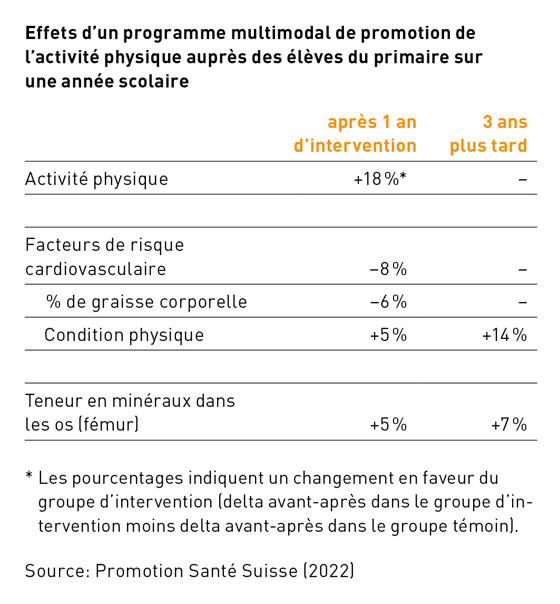 Effets d’un programme multimodal de promotion de
l’activité physique auprès des élèves du primaire sur
une année scolaire
après 1 an 3 ans
d’intervention plus tard
Activité physique +18 %* –
Facteurs de risque
cardiovasculaire –8 % –
% de graisse corporelle –6 % –
Condition physique +5 % +14 %
Teneur en minéraux dans
les os (fémur) +5 % +7 %
* Les pourcentages indiquent un changement en faveur du
groupe d’intervention (delta avant-après dans le groupe d’in-
tervention moins delta avant-après dans le groupe témoin).
Source: Promotion Santé Suisse (2022)